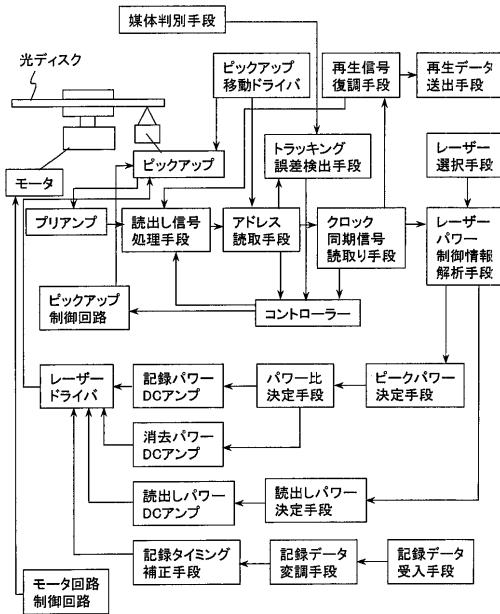 媒体判別手段
光ディスク
ピックアップ
移動ドライバ
再生信号
復調手段
再生データ
送出手段
ピックアップ
トラッキング
誤差検出手段
レーザー
選択手段
モータ
プリアンプ
読出し信号
処理手段
アドレス
読取手段
クロック
同期信号
読取り手段
レーザー
パワー
制御情報
解析手段
ピックアップ
制御回路
コントローラー
レーザー
ドライバ
記録パワー
DCアンプ
パワー比
決定手段
ピークパワー
決定手段
消去パワー
DCアンプ
読出しパワー
DCアンプ
読出しパワー
決定手段
記録タイミング
補正手段
記録データ
変調手段
記録データ
受入手段
モータ回路
制御回路